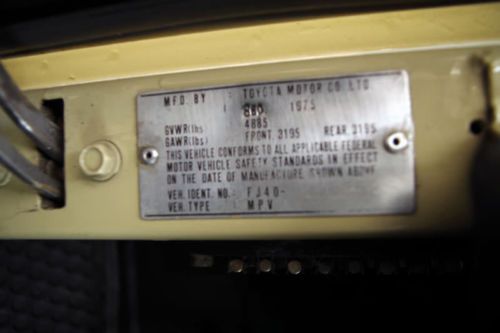 MFD. BY : TOYOTA MOTOR CO. LTD.
1975
GVWR(lbs 4885
GAWR(lbs) FRONT 2195 REAR 3195
THIS VEHICLE CONFORMS TO ALL APPLICABLE FEDERAL
MOTOR VEHICLE SAFETY STANDARDS IN EFFECT
ON THE DATE OF MANUFACTURE SHOWN ABOVE
VEH. IDENT. NO. : FJ40-
VEH. TYPE : MPV